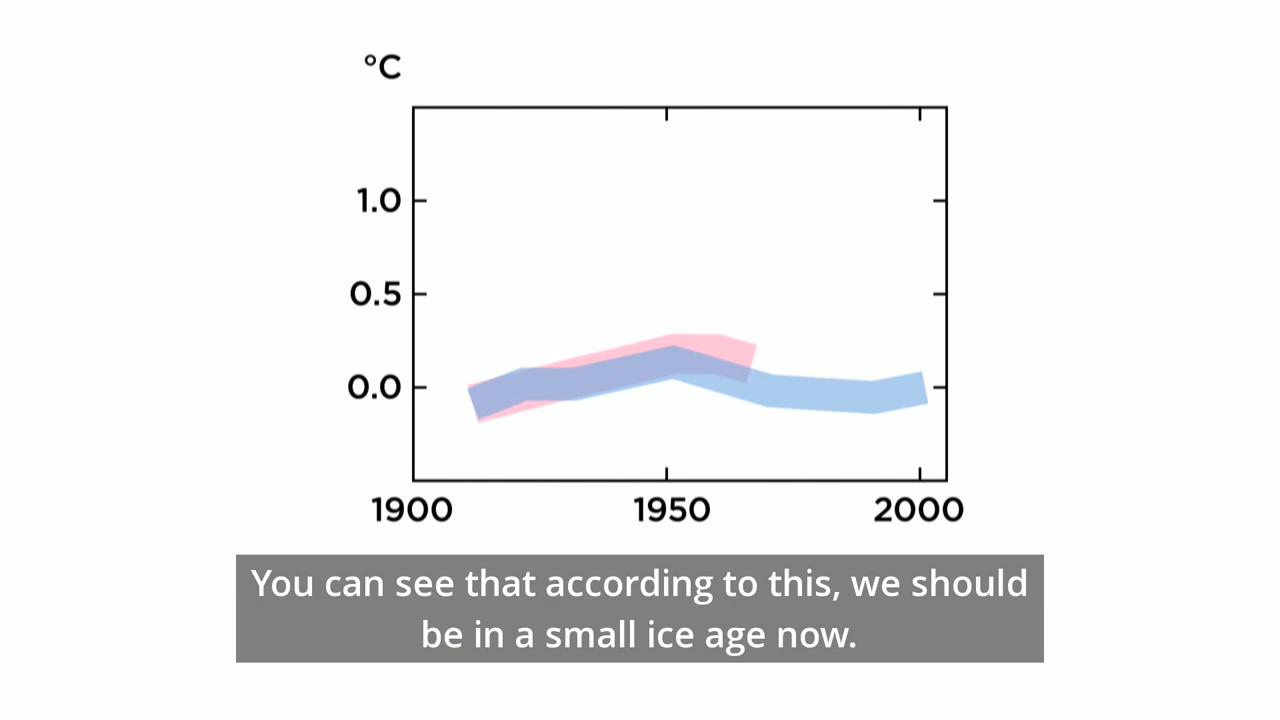 °C
1.0
0.5
0.0
1900 1950 2000
You can see that according to this, we should
be in a small ice age now.